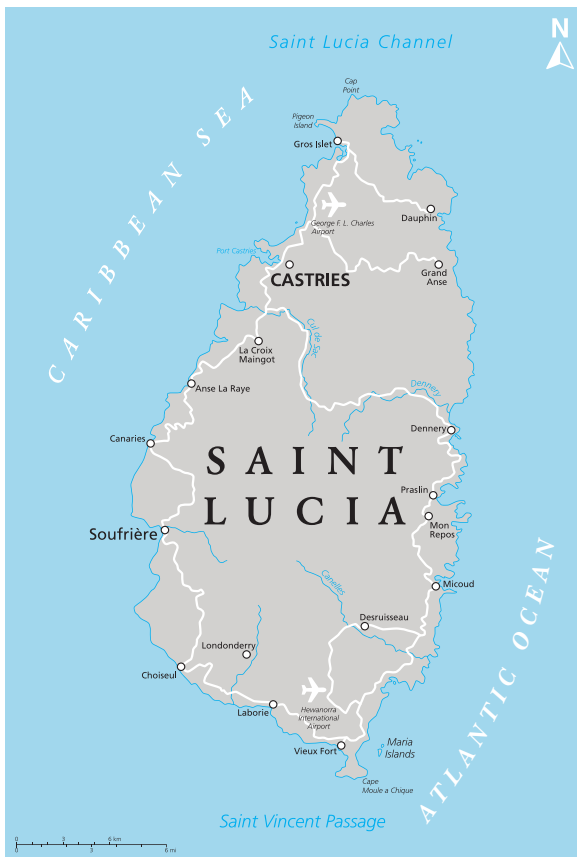 N
Saint Lucia Channel
CARIBBEAN SEA
Cap
Point
Pigeon
Island
Gros Islet
Dauphin
George F. L. Charles
Airport
Port Castries
CASTRIES
Grand
Anse
Cul de Sac
La Croix
Maingot
Anse La Raye
Dennery
Dennery
Canaries
SAINT
LUCIA
Praslin
Mon
Repos
Soufrière
Canelles
Micoud
ATLANTIC OCEAN
Desruisseau
Londonderry
Choiseul
Laborie
Hewanorra
International
Airport
Vieux Fort
Maria
Islands
Cape
Moule a Chique
Saint Vincent Passage
0 3 6 km
0 3 6 mi